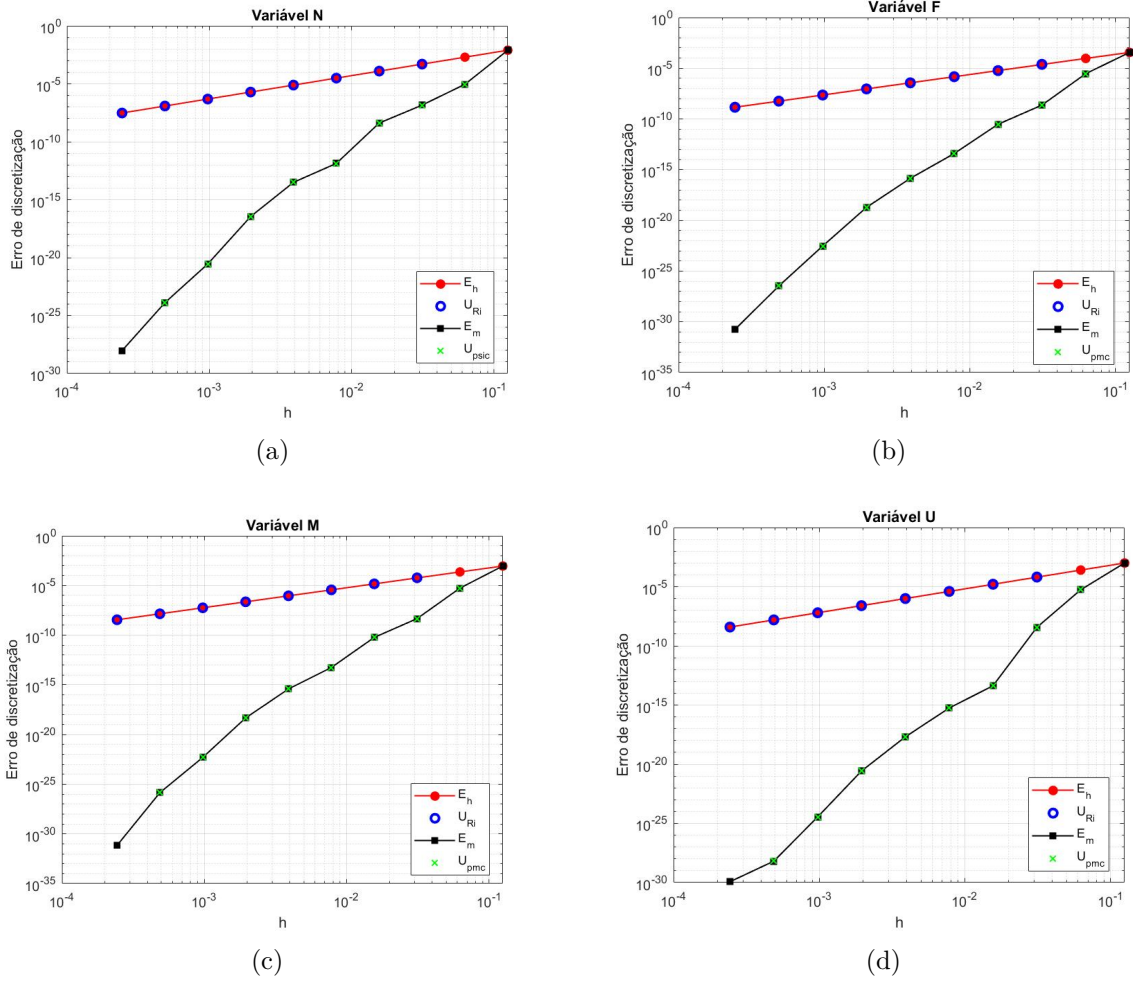 Variável N
Erro de discretização
10^0
10^-5
10^-10
10^-15
10^-20
10^-25
10^-30
10^-4
10^-3
10^-2
10^-1
h
E_h
U_Ri
E_m
U_psic
(a)
Variável F
Erro de discretização
10^0
10^-5
10^-10
10^-15
10^-20
10^-25
10^-30
10^-35
10^-4
10^-3
10^-2
10^-1
h
E_h
U_Ri
E_m
U_pmc
(b)
Variável M
Erro de discretização
10^0
10^-5
10^-10
10^-15
10^-20
10^-25
10^-30
10^-35
10^-4
10^-3
10^-2
10^-1
h
E_h
U_Ri
E_m
U_pmc
(c)
Variável U
Erro de discretização
10^0
10^-5
10^-10
10^-15
10^-20
10^-25
10^-30
10^-4
10^-3
10^-2
10^-1
h
E_h
U_Ri
E_m
U_pmc
(d)